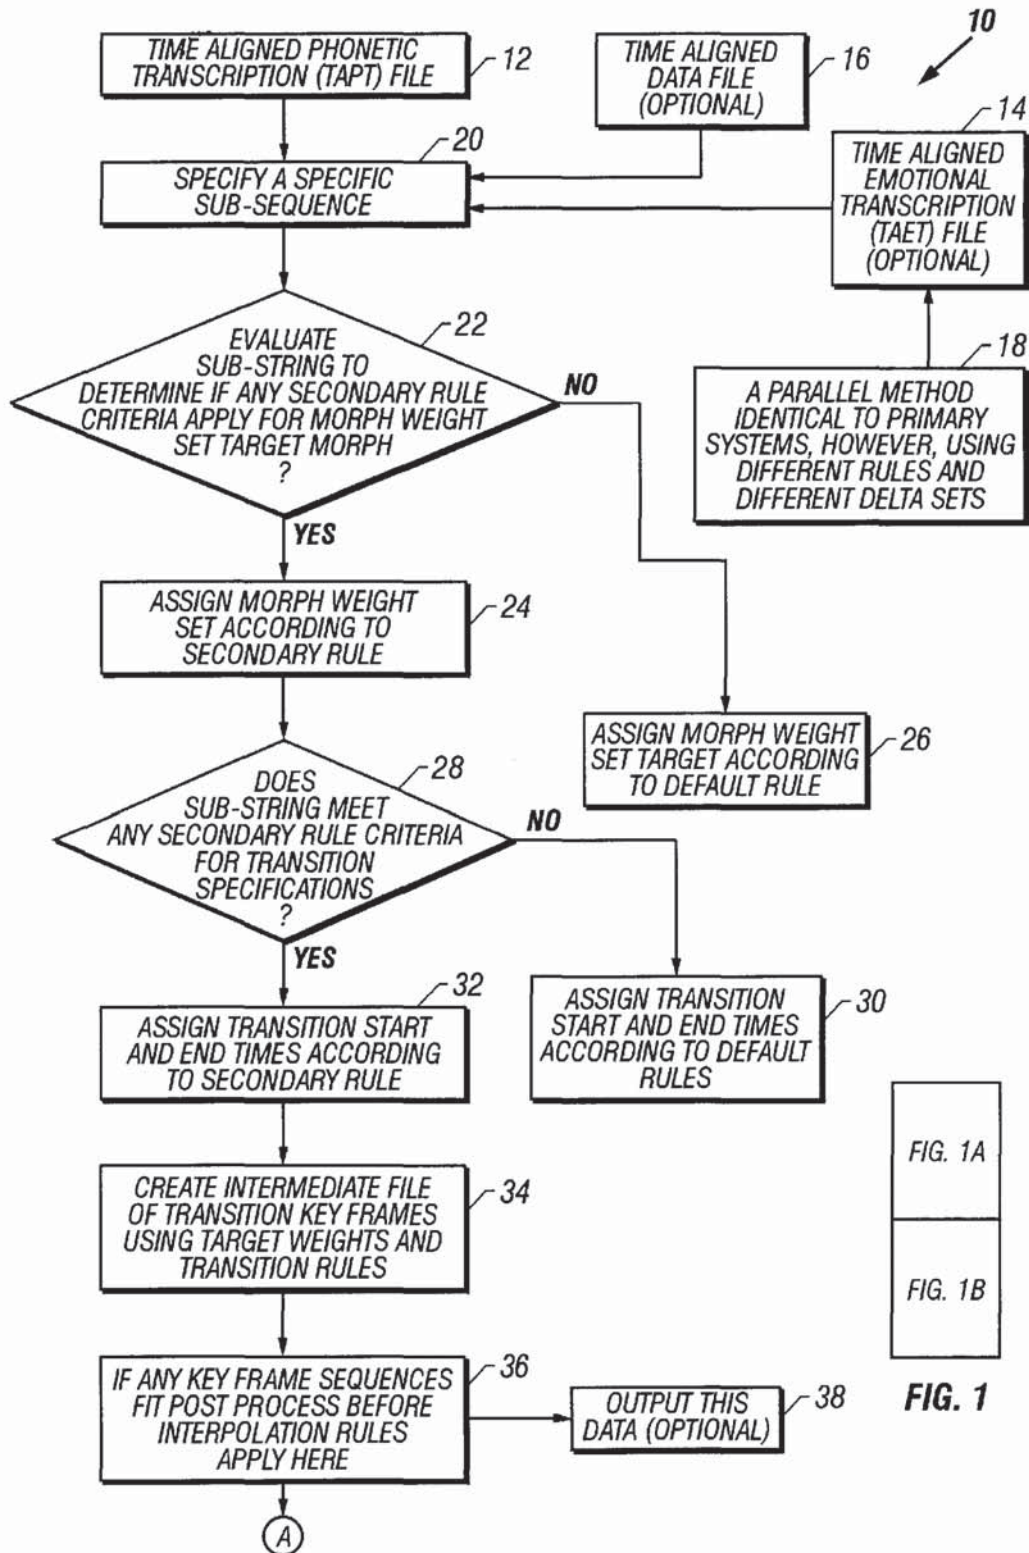 10
TIME ALIGNED PHONETIC
TRANSCRIPTION (TAPT) FILE
12
TIME ALIGNED
DATA FILE
(OPTIONAL)
16
14
TIME ALIGNED
EMOTIONAL
TRANSCRIPTION
(TAET) FILE
(OPTIONAL)
20
SPECIFY A SPECIFIC
SUB-SEQUENCE
22
EVALUATE
SUB-STRING TO
DETERMINE IF ANY SECONDARY RULE
CRITERIA APPLY FOR MORPH WEIGHT
SET TARGET MORPH
?
NO
YES
18
A PARALLEL METHOD
IDENTICAL TO PRIMARY
SYSTEMS, HOWEVER, USING
DIFFERENT RULES AND
DIFFERENT DELTA SETS
ASSIGN MORPH WEIGHT
SET ACCORDING TO
SECONDARY RULE
24
ASSIGN MORPH WEIGHT
SET TARGET ACCORDING
TO DEFAULT RULE
26
28
DOES
SUB-STRING MEET
ANY SECONDARY RULE CRITERIA
FOR TRANSITION
SPECIFICATIONS
?
NO
YES
32
ASSIGN TRANSITION START
AND END TIMES ACCORDING
TO SECONDARY RULE
ASSIGN TRANSITION
START AND END TIMES
ACCORDING TO DEFAULT
RULES
30
CREATE INTERMEDIATE FILE
OF TRANSITION KEY FRAMES
USING TARGET WEIGHTS AND
TRANSITION RULES
34
IF ANY KEY FRAME SEQUENCES
FIT POST PROCESS BEFORE
INTERPOLATION RULES
APPLY HERE
36
OUTPUT THIS
DATA (OPTIONAL)
38
A
FIG. 1A
FIG. 1B
FIG. 1